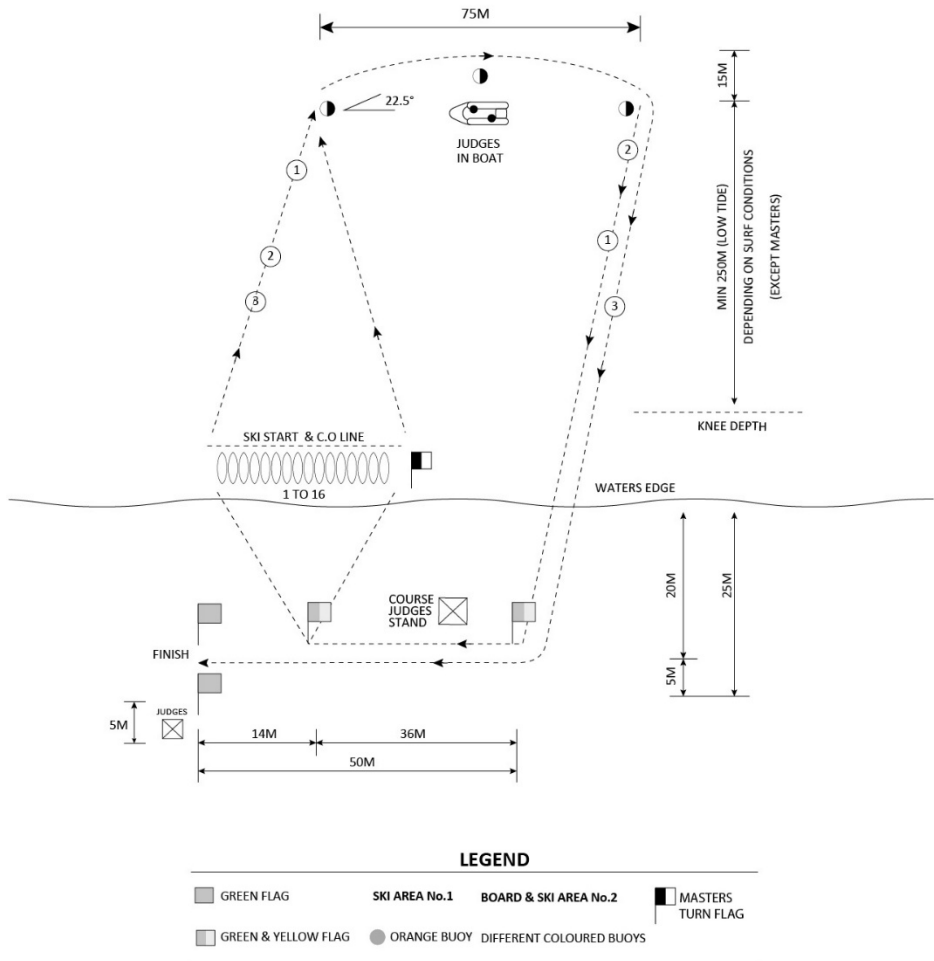 75M
15M
22.5°
JUDGES
IN BOAT
2
1
1
2
3
3
MIN 250M (LOW TIDE)
DEPENDING ON SURF CONDITIONS
(EXCEPT MASTERS)
KNEE DEPTH
SKI START & C.O LINE
1 TO 16
WATERS EDGE
COURSE
JUDGES
STAND
20M
25M
FINISH
5M
JUDGES
5M
14M
36M
50M
LEGEND
GREEN FLAG
SKI AREA No.1
BOARD & SKI AREA No.2
MASTERS
TURN FLAG
GREEN & YELLOW FLAG
ORANGE BUOY
DIFFERENT COLOURED BUOYS